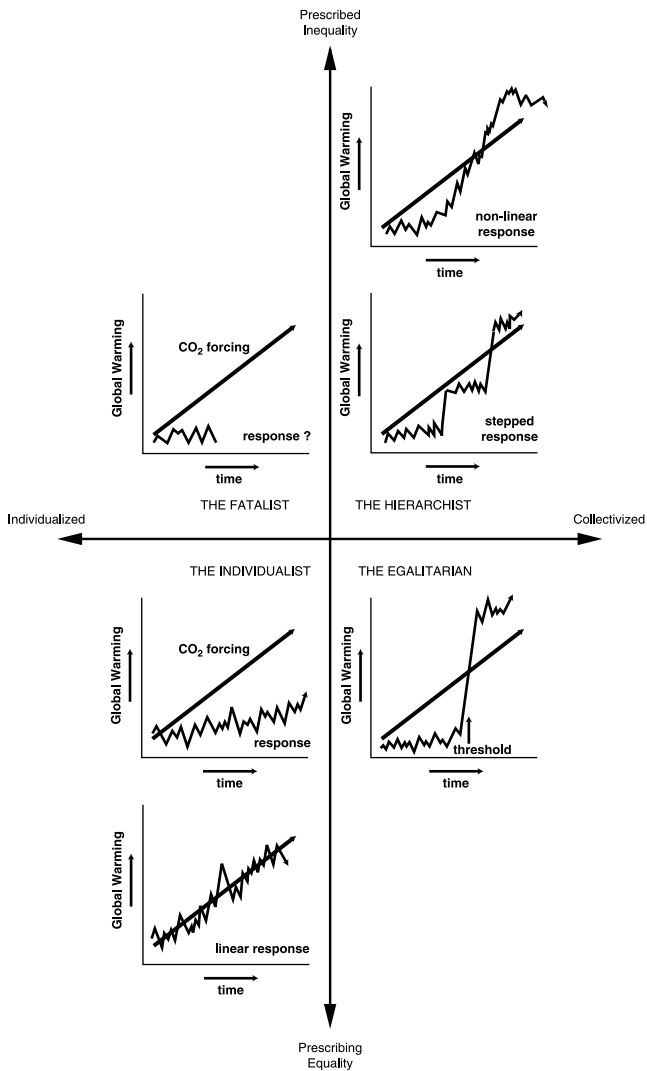 Prescribed
Inequality
Global Warming
non-linear
response
time
Global Warming
CO₂ forcing
response ?
time
Global Warming
stepped
response
time
THE FATALIST
THE HIERARCHIST
Individualized
Collectivized
THE INDIVIDUALIST
THE EGALITARIAN
Global Warming
CO₂ forcing
response
time
Global Warming
threshold
time
Global Warming
linear response
time
Prescribing
Equality